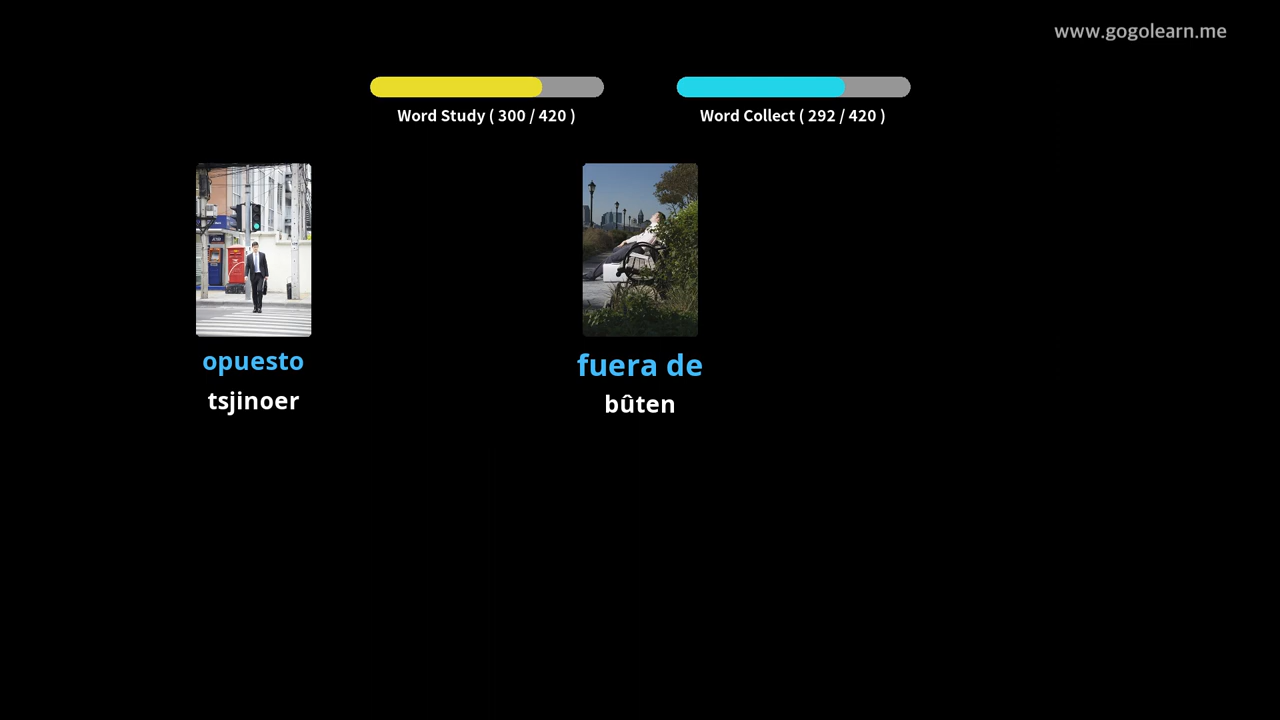 www.gogolearn.me
Word Study ( 300 / 420 )
Word Collect ( 292 / 420 )
opuesto
tsjinoer
fuera de
bûten